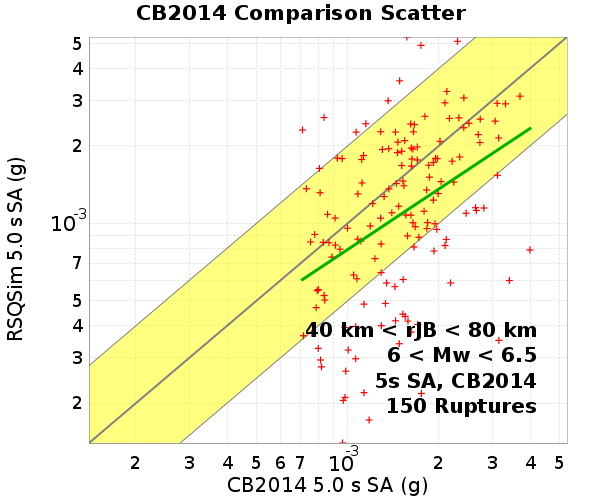 CB2014 Comparison Scatter
RSQSim 5.0 s SA (g)
5
4
3
2
10-3
7
5
4
3
2
40 km < rJB < 80 km
6 < Mw < 6.5
5s SA, CB2014
150 Ruptures
2 3 4 5 6 7 10-3 2 3 4 5
CB2014 5.0 s SA (g)